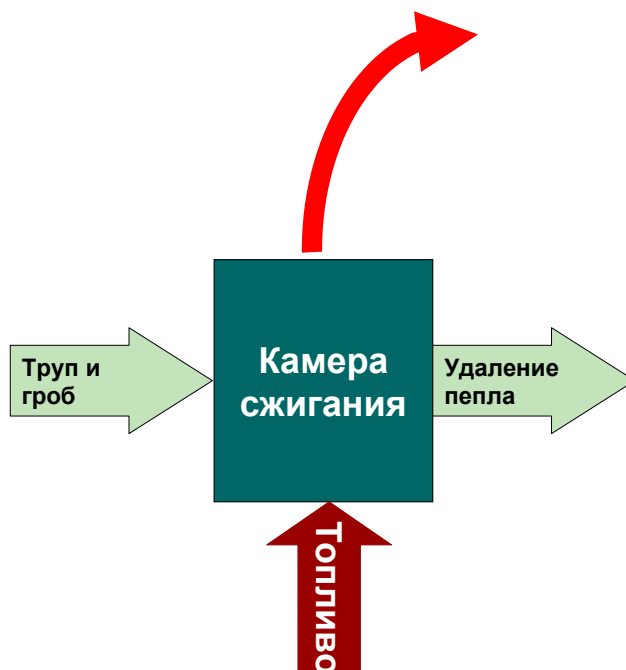 Труп и
гроб
Камера
сжигания
Удаление
пепла
Топливо